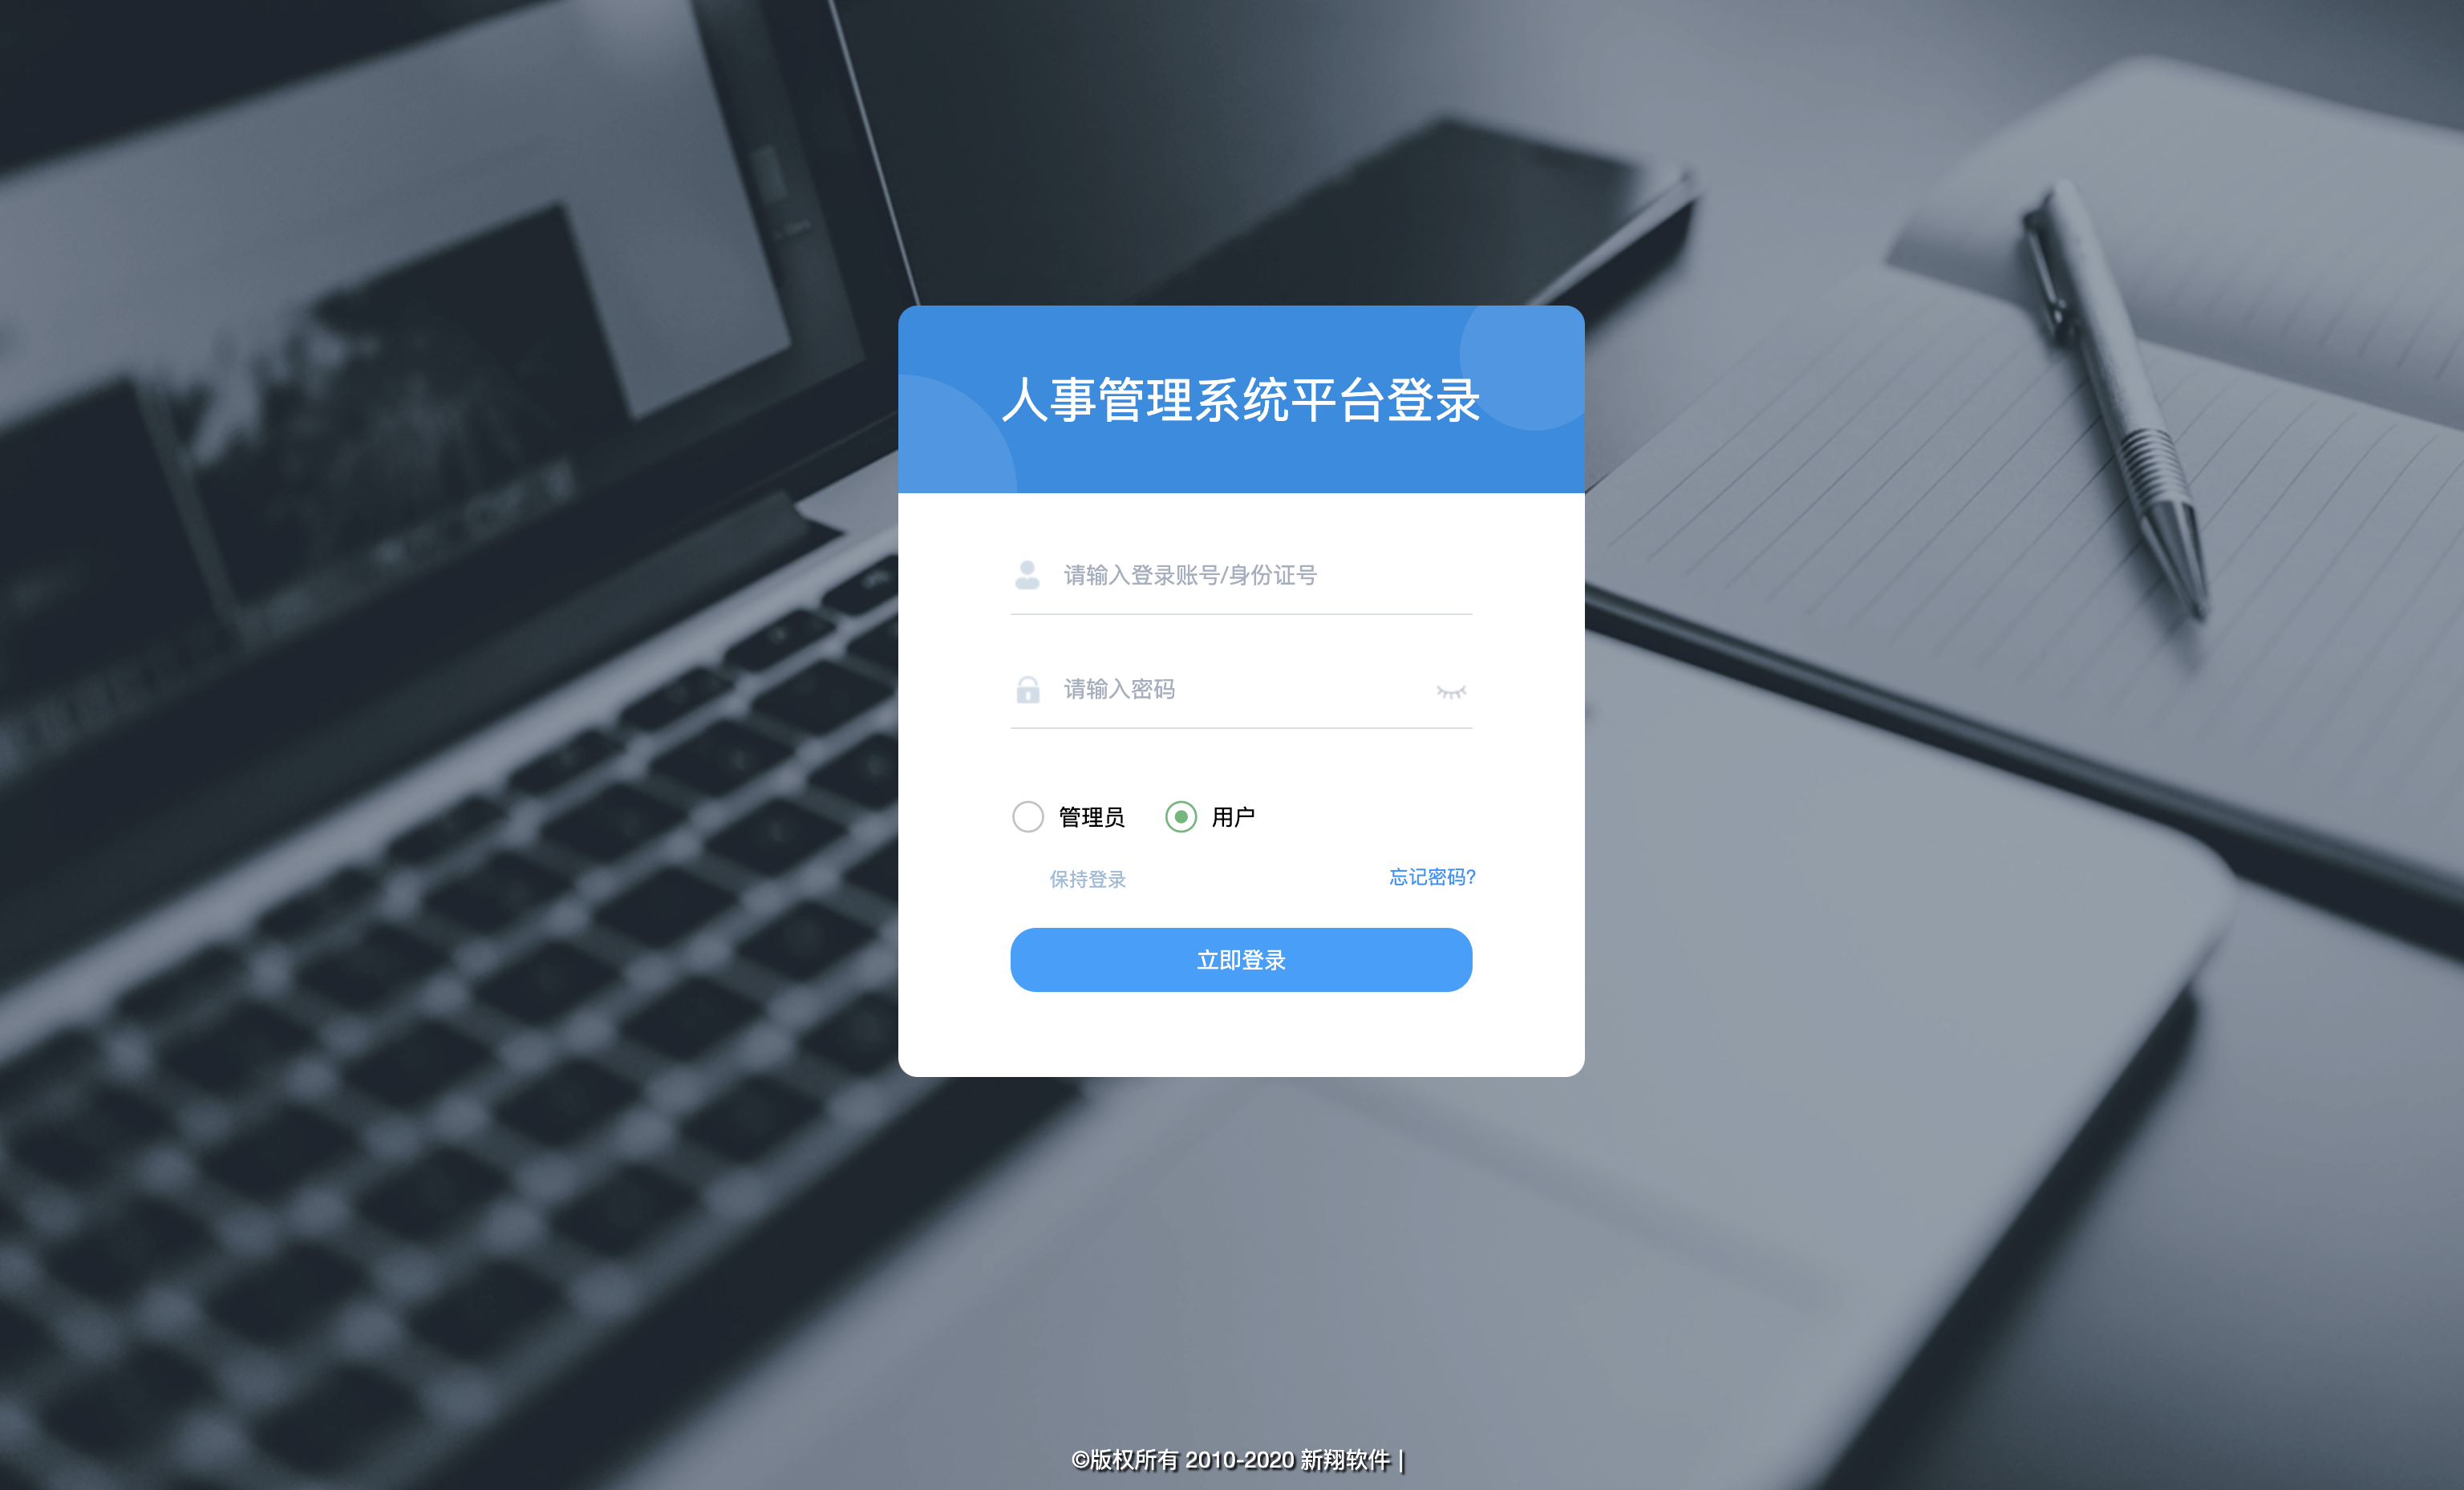 人事管理系统平台登录
请输入登录账号/身份证号
请输入密码
管理员 用户
保持登录 忘记密码?
立即登录
©版权所有 2010-2020 新翔软件 |